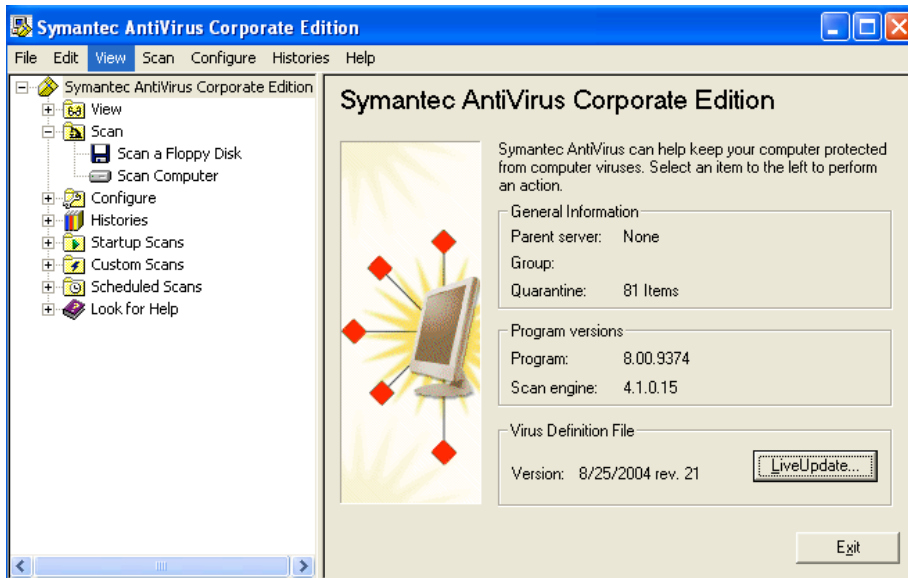 Symantec AntiVirus Corporate Edition
File Edit View Scan Configure Histories Help
Symantec AntiVirus Corporate Edition
View
Scan
Scan a Floppy Disk
Scan Computer
Configure
Histories
Startup Scans
Custom Scans
Scheduled Scans
Look for Help
Symantec AntiVirus Corporate Edition
Symantec AntiVirus can help keep your computer protected
from computer viruses. Select an item to the left to perform
an action.
General Information
Parent server: None
Group:
Quarantine: 81 Items
Program versions
Program: 8.00.9374
Scan engine: 4.1.0.15
Virus Definition File
Version: 8/25/2004 rev. 21
LiveUpdate...
Exit